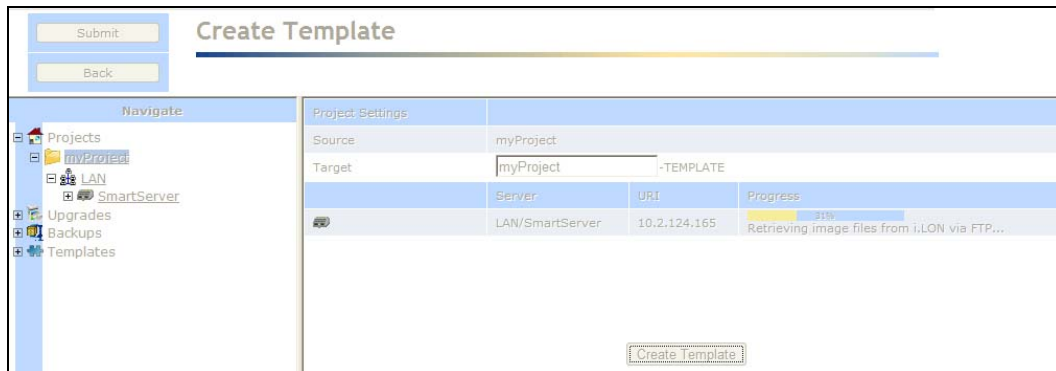 Submit
Create Template
Back
Navigate
Projects
myProject
LAN
SmartServer
Upgrades
Backups
Templates
Project Settings
Source myProject
Target myProject -TEMPLATE
Server URI Progress
LAN/SmartServer 10.2.124.165 31%
Retrieving image files from i.LON via FTP...
Create Template